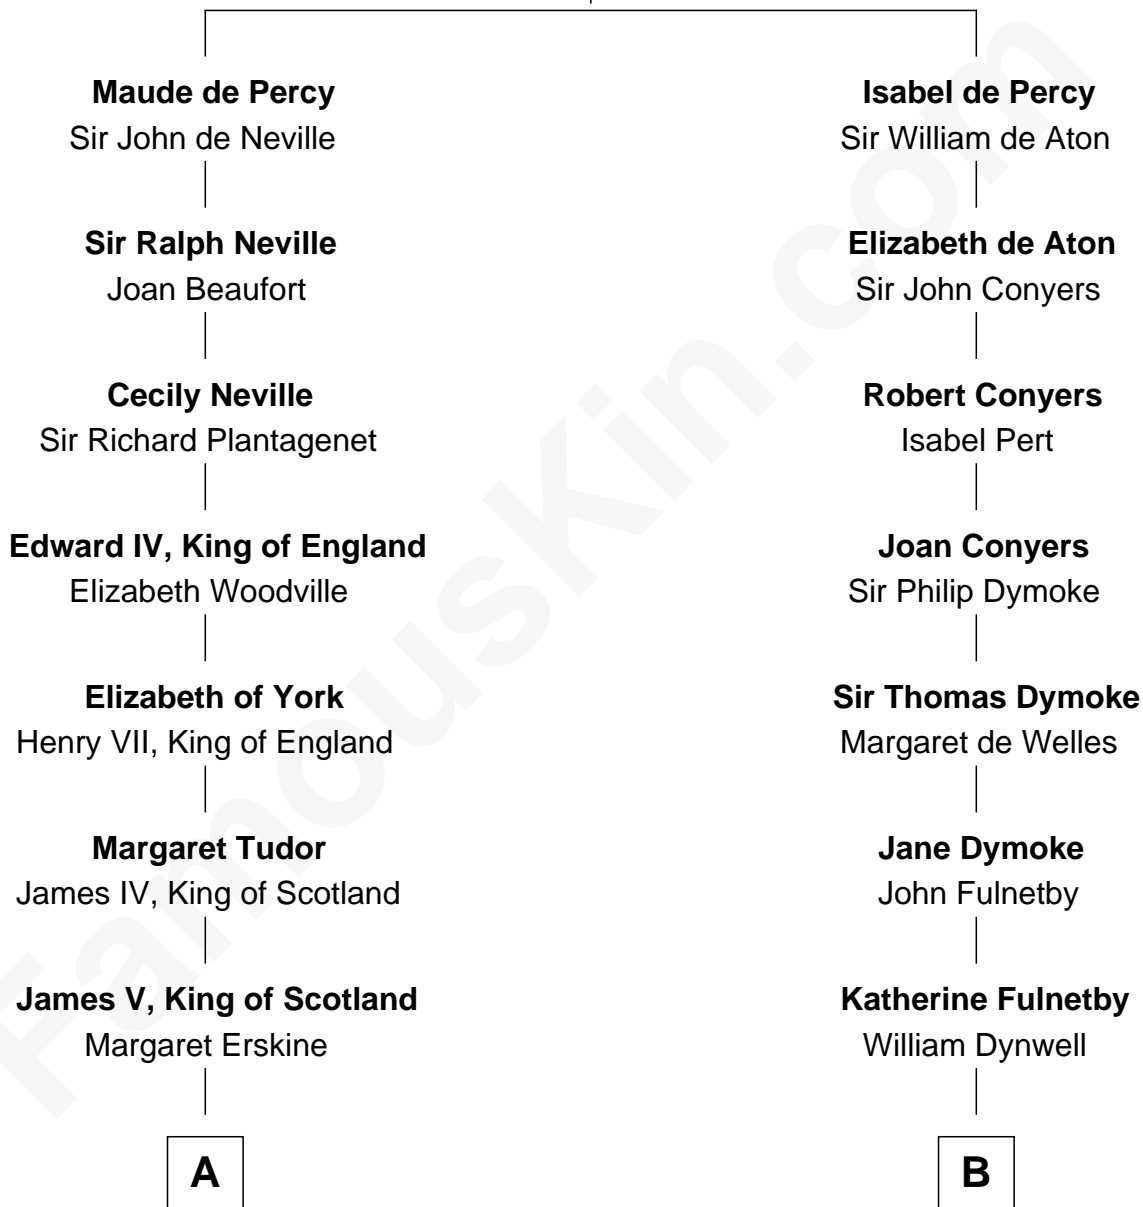 Maude de Percy
Sir John de Neville
Sir Ralph Neville
Joan Beaufort
Cecily Neville
Sir Richard Plantagenet
Edward IV, King of England
Elizabeth Woodville
Elizabeth of York
Henry VII, King of England
Margaret Tudor
James IV, King of Scotland
James V, King of Scotland
Margaret Erskine
A
Isabel de Percy
Sir William de Aton
Elizabeth de Aton
Sir John Conyers
Robert Conyers
Isabel Pert
Joan Conyers
Sir Philip Dymoke
Sir Thomas Dymoke
Margaret de Welles
Jane Dymoke
John Fulnetby
Katherine Fulnetby
William Dynwell
B
FamousKin.com